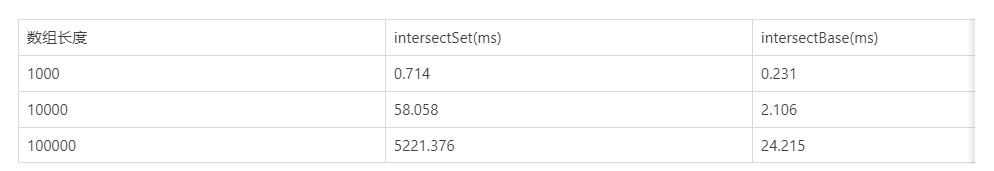 数组长度 intersectSet(ms) intersectBase(ms)
1000 0.714 0.231
10000 58.058 2.106
100000 5221.376 24.215